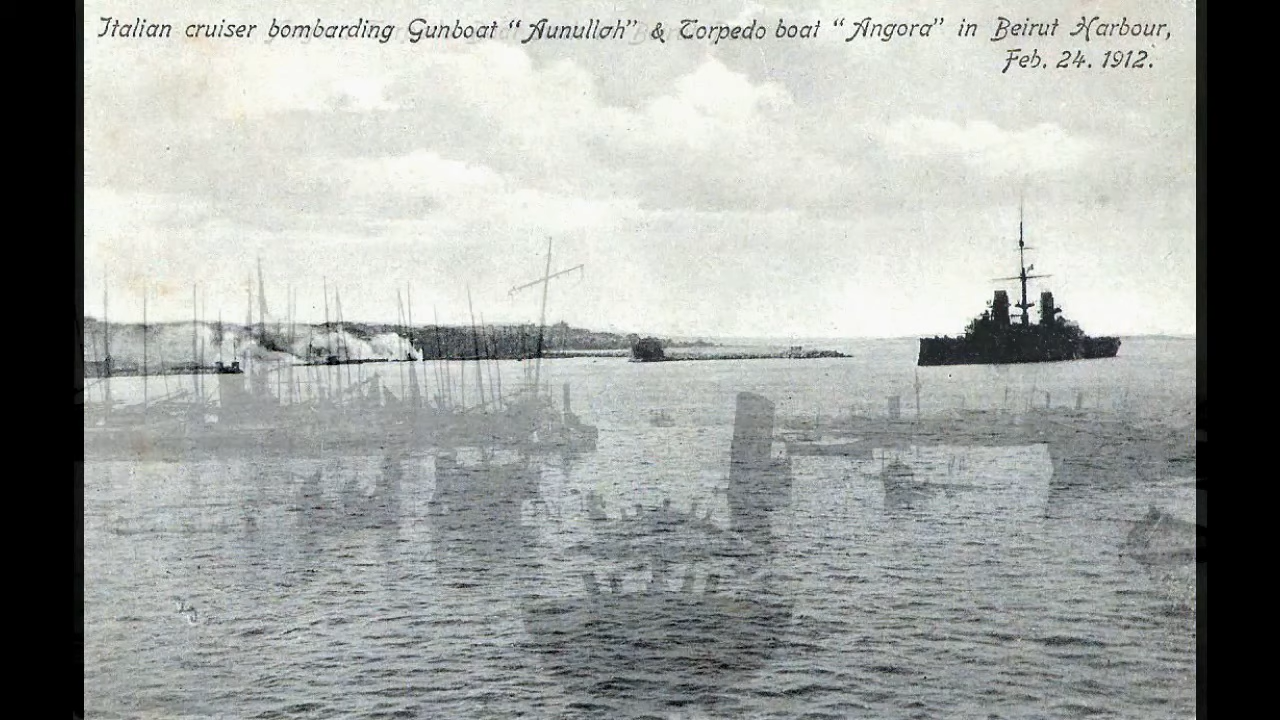 Italian cruiser bombarding Gunboat "Aunullah" & Torpedo boat "Angora" in Beirut Harbour,
Feb. 24. 1912.